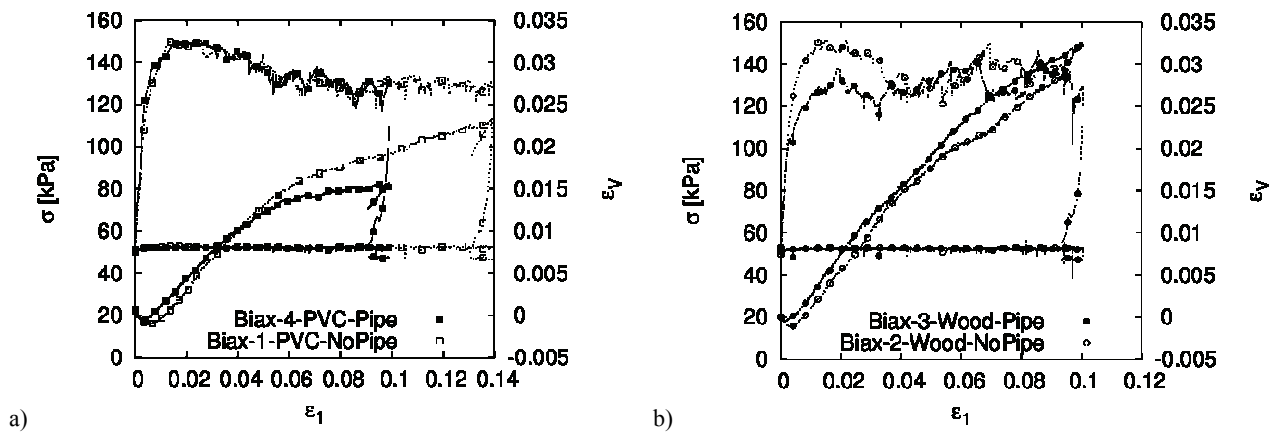 a)
σ [kPa]
160
140
120
100
80
60
40
20
0
0 0.02 0.04 0.06 0.08 0.1 0.12 0.14
ε1
0.035
0.03
0.025
0.02
0.015
0.01
0.005
0
-0.005
εV
Biax-4-PVC-Pipe
Biax-1-PVC-NoPipe
b)
σ [kPa]
160
140
120
100
80
60
40
20
0
0 0.02 0.04 0.06 0.08 0.1 0.12
ε1
0.035
0.03
0.025
0.02
0.015
0.01
0.005
0
-0.005
εV
Biax-3-Wood-Pipe
Biax-2-Wood-NoPipe